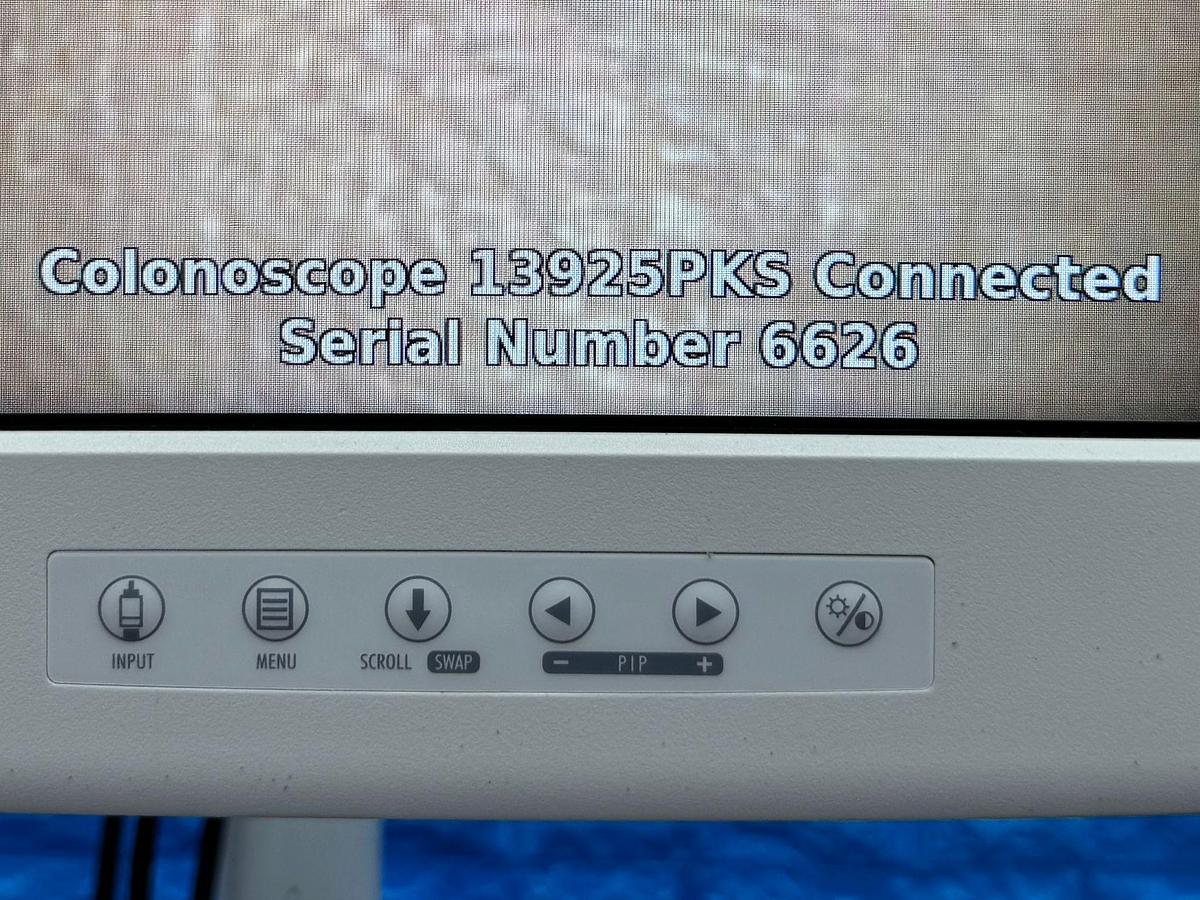 Colonoscope 13925PKS Connected
Serial Number 6626
INPUT MENU SCROLL SWAP − PIP +